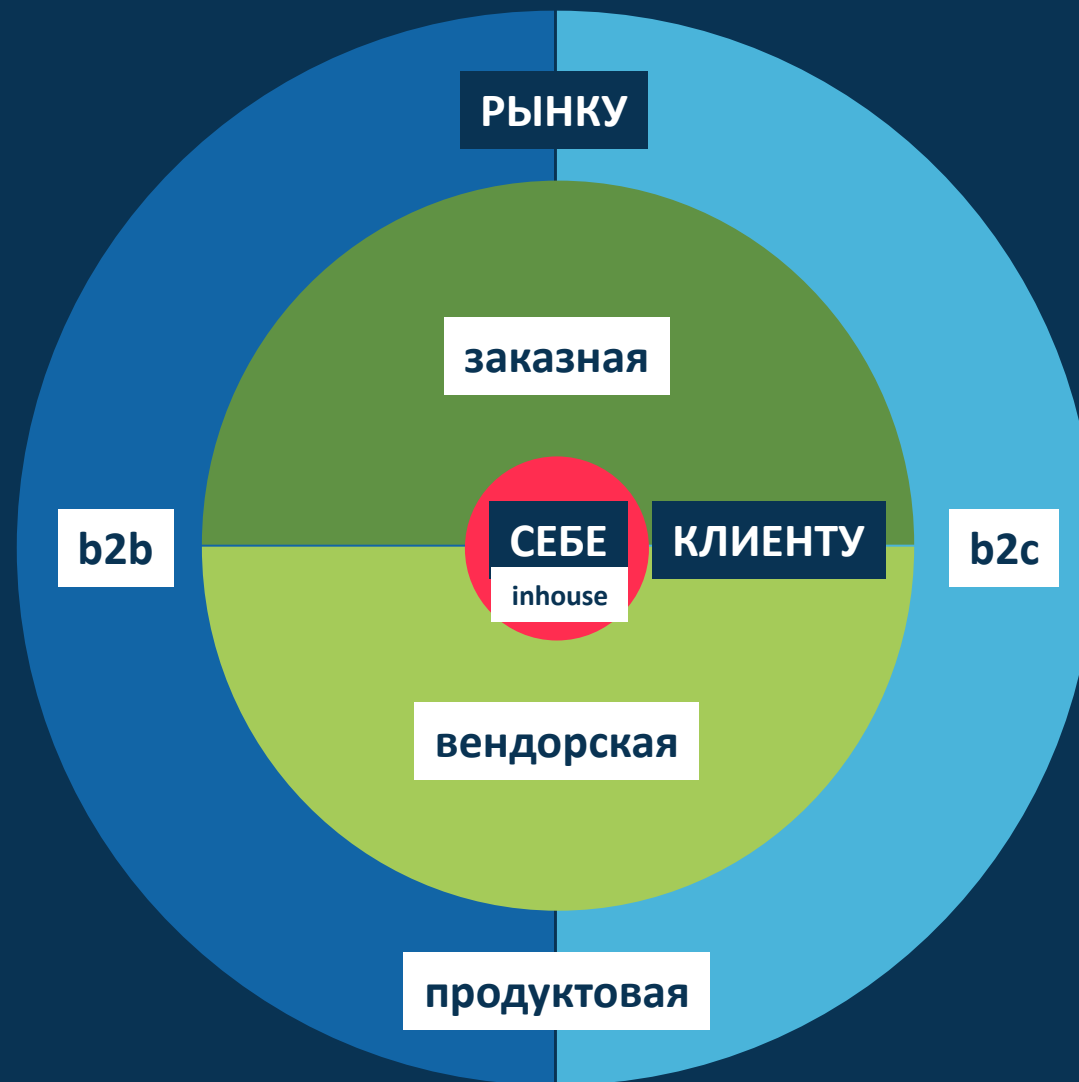 РЫНКУ
заказная
b2b
СЕБЕ
КЛИЕНТУ
b2c
inhouse
вендорская
продуктовая